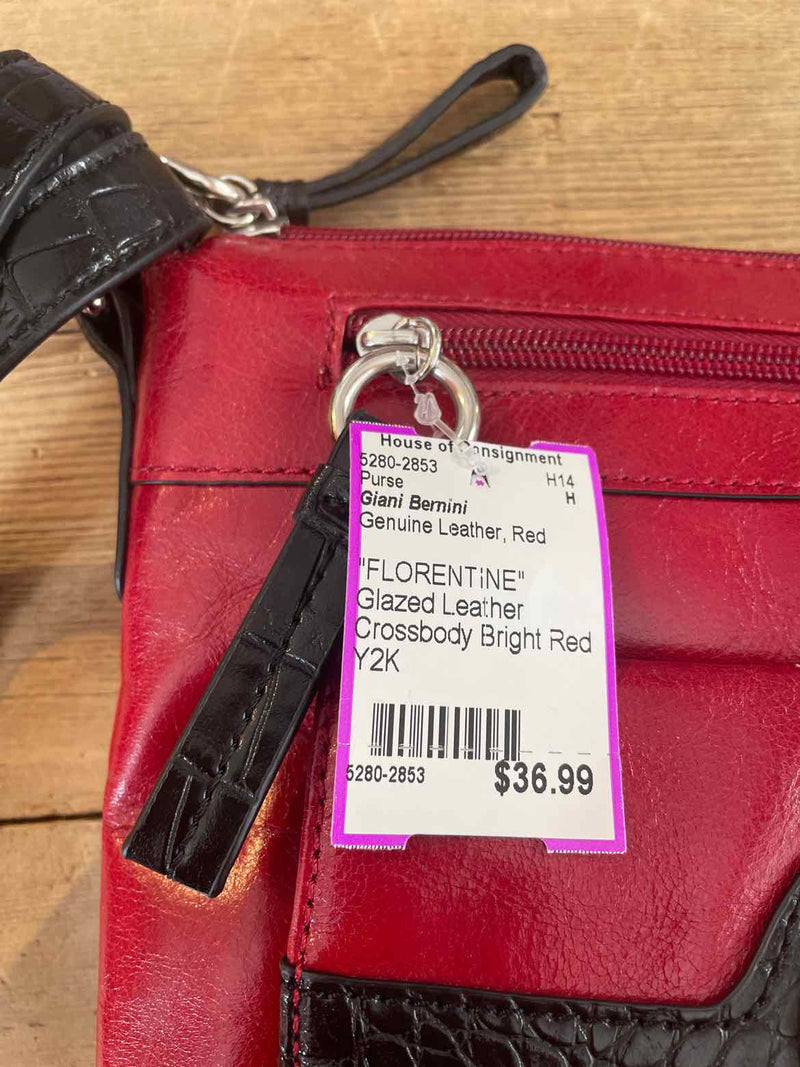 House of Consignment
5280-2853 H14
Purse H
Giani Bernini
Genuine Leather, Red
"FLORENTINE"
Glazed Leather
Crossbody Bright Red
Y2K
5280-2853 $36.99